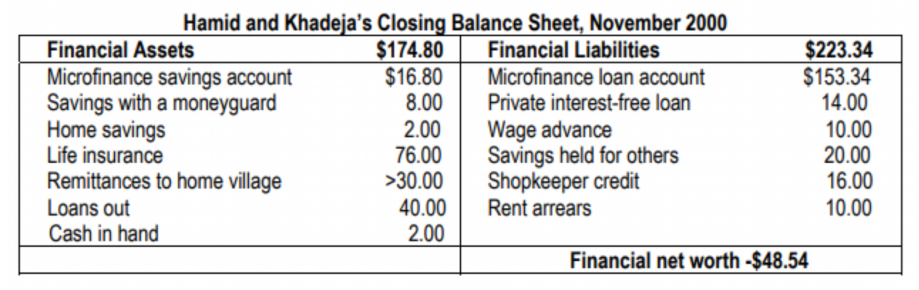 Hamid and Khadeja's Closing Balance Sheet, November 2000
Financial Assets $174.80 Financial Liabilities $223.34
Microfinance savings account $16.80 Microfinance loan account $153.34
Savings with a moneyguard 8.00 Private interest-free loan 14.00
Home savings 2.00 Wage advance 10.00
Life insurance 76.00 Savings held for others 20.00
Remittances to home village >30.00 Shopkeeper credit 16.00
Loans out 40.00 Rent arrears 10.00
Cash in hand 2.00
Financial net worth -$48.54